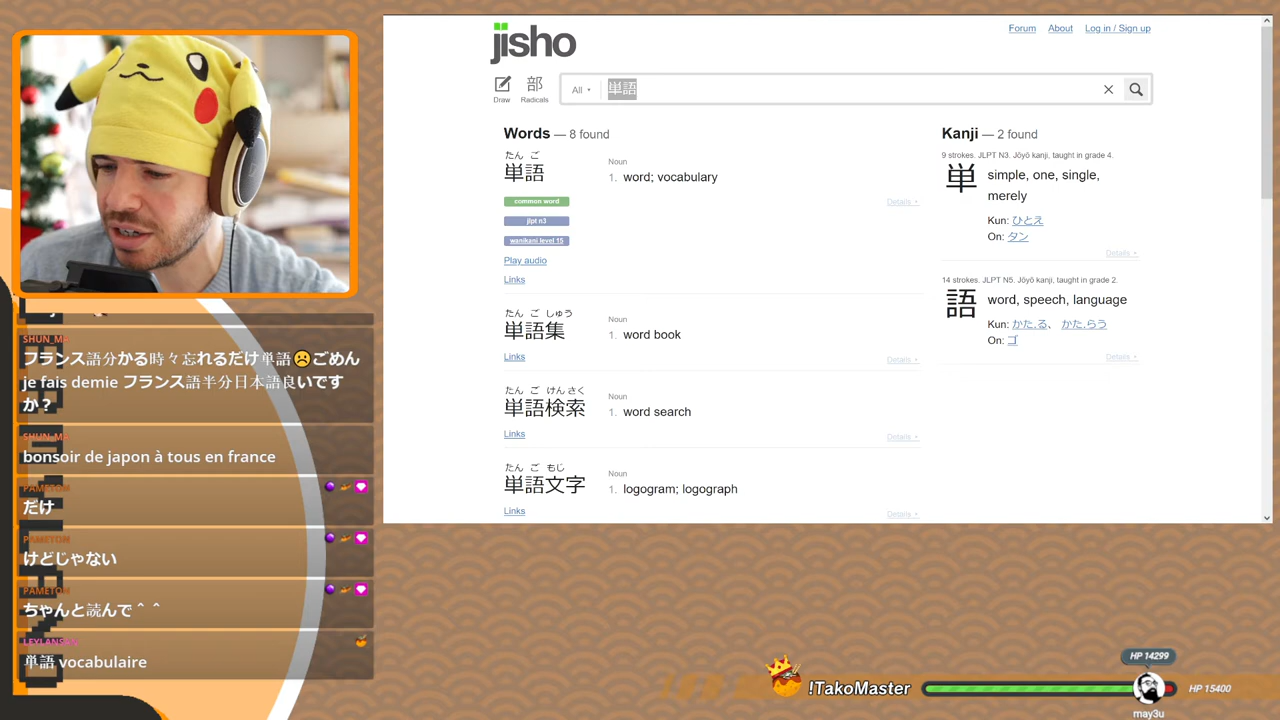 jisho
Forum About Log in / Sign up
Draw
部
Radicals
All
単語
Words — 8 found
たん ご
単語
common word
jlpt n3
wanikani level 15
Play audio
Links
Noun
1. word; vocabulary
Details
たん ご しゅう
単語集
Links
Noun
1. word book
Details
たん ご けんさく
単語検索
Links
Noun
1. word search
Details
たん ご もじ
単語文字
Links
Noun
1. logogram; logograph
Details
Kanji — 2 found
9 strokes. JLPT N3. Jōyō kanji, taught in grade 4.
単
simple, one, single,
merely
Kun: ひとえ
On: タン
Details
14 strokes. JLPT N5. Jōyō kanji, taught in grade 2.
語
word, speech, language
Kun: かた.る、 かた.らう
On: ゴ
Details
フランス語分かる時々忘れるだけ単語☹️ごめん
je fais demie フランス語半分日本語良いです
か？
bonsoir de japon à tous en france
PAMETON
だけ
PAMETON
けどじゃない
PAMETON
ちゃんと読んで＾＾
単語 vocabulaire
!TakoMaster
HP 14299
HP 15400
may3u